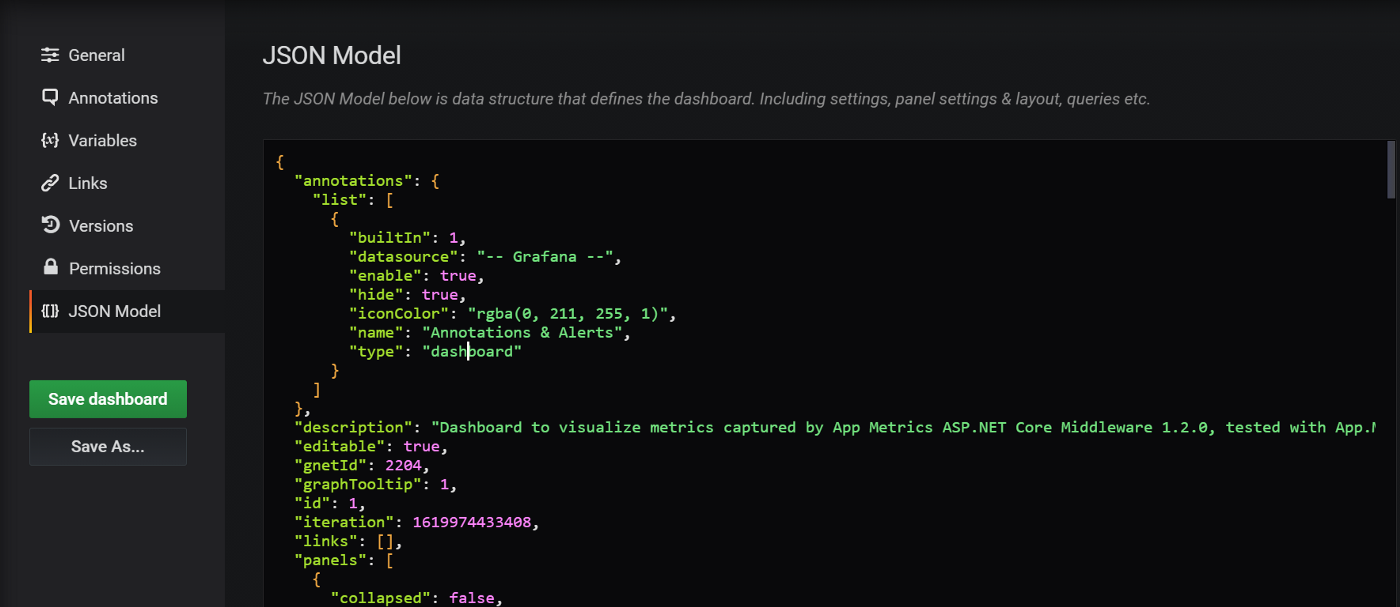 General
Annotations
Variables
Links
Versions
Permissions
JSON Model
Save dashboard
Save As...
JSON Model
The JSON Model below is data structure that defines the dashboard. Including settings, panel settings & layout, queries etc.
{
"annotations": {
"list": [
{
"builtIn": 1,
"datasource": "-- Grafana --",
"enable": true,
"hide": true,
"iconColor": "rgba(0, 211, 255, 1)",
"name": "Annotations & Alerts",
"type": "dashboard"
}
]
},
"description": "Dashboard to visualize metrics captured by App Metrics ASP.NET Core Middleware 1.2.0, tested with App.
"editable": true,
"gnetId": 2204,
"graphTooltip": 1,
"id": 1,
"iteration": 1619974433408,
"links": [],
"panels": [
{
"collapsed": false,